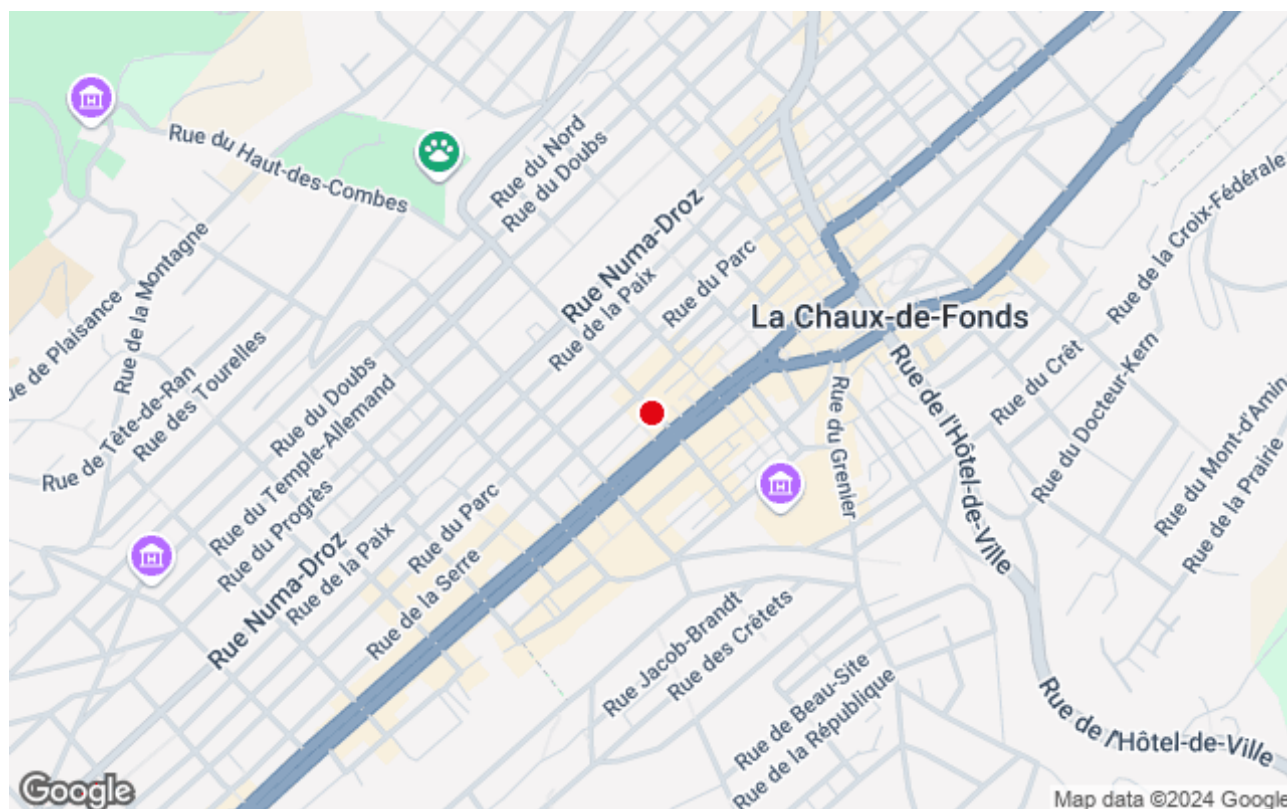 Rue du Haut-des-Combes
Rue du Nord
Rue du Doubs
Rue Numa-Droz
Rue de la Paix
Rue du Parc
La Chaux-de-Fonds
Rue de la Croix-Fédérale
Rue de la Montagne
ue de Plaisance
Rue des Tourelles
Rue de Tête-de-Ran
Rue du Doubs
Rue du Temple-Allemand
Rue du Progrès
Rue Numa-Droz
Rue de la Paix
Rue du Parc
Rue de la Serre
Rue du Grenier
Rue de l'Hôtel-de-Ville
Rue du Crêt
Rue du Docteur-Kern
Rue du Mont-d'Amin
Rue de la Prairie
Rue Jacob-Brandt
Rue des Crêtets
Rue de Beau-Site
Rue de la République
Rue de l'Hôtel-de-Ville
Google
Map data ©2024 Google